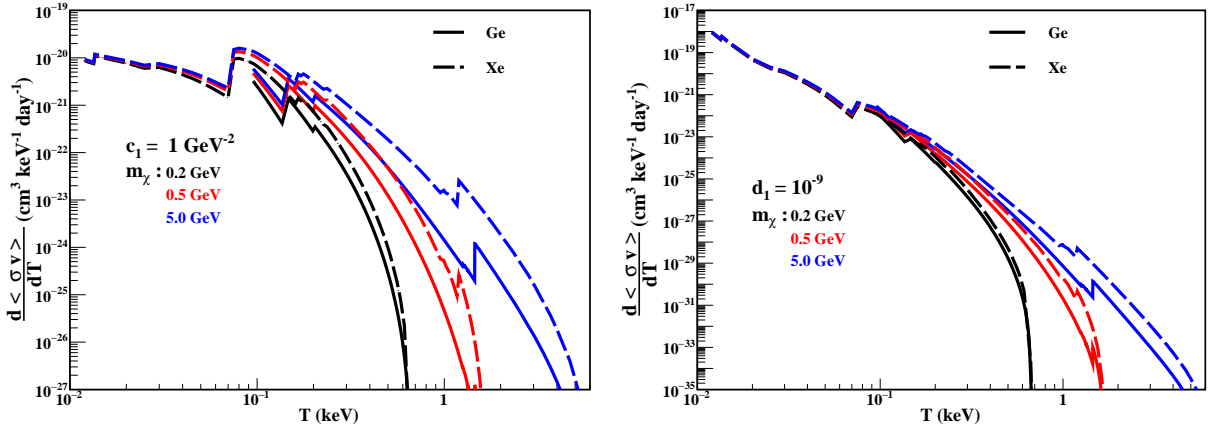 10⁻¹⁹
10⁻²⁰
10⁻²¹
10⁻²²
10⁻²³
10⁻²⁴
10⁻²⁵
10⁻²⁶
10⁻²⁷
d < σ v > / dT (cm³ keV⁻¹ day⁻¹)
Ge
Xe
c₁ = 1 GeV⁻²
mχ : 0.2 GeV
0.5 GeV
5.0 GeV
10⁻² 10⁻¹ 1
T (keV)
10⁻¹⁷
10⁻¹⁹
10⁻²¹
10⁻²³
10⁻²⁵
10⁻²⁷
10⁻²⁹
10⁻³¹
10⁻³³
10⁻³⁵
d < σ v > / dT (cm³ keV⁻¹ day⁻¹)
Ge
Xe
d₁ = 10⁻⁹
mχ : 0.2 GeV
0.5 GeV
5.0 GeV
10⁻² 10⁻¹ 1
T (keV)